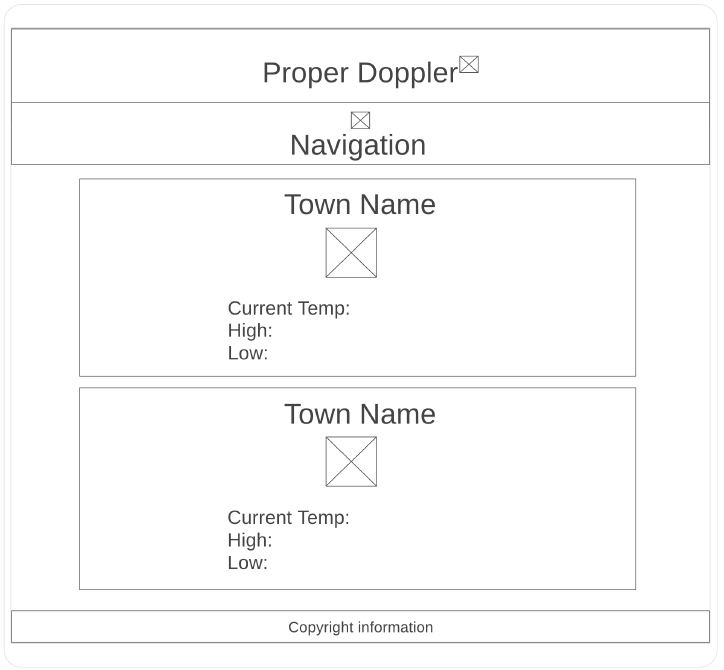 Proper Doppler
Navigation
Town Name
Current Temp:
High:
Low:
Town Name
Current Temp:
High:
Low:
Copyright information